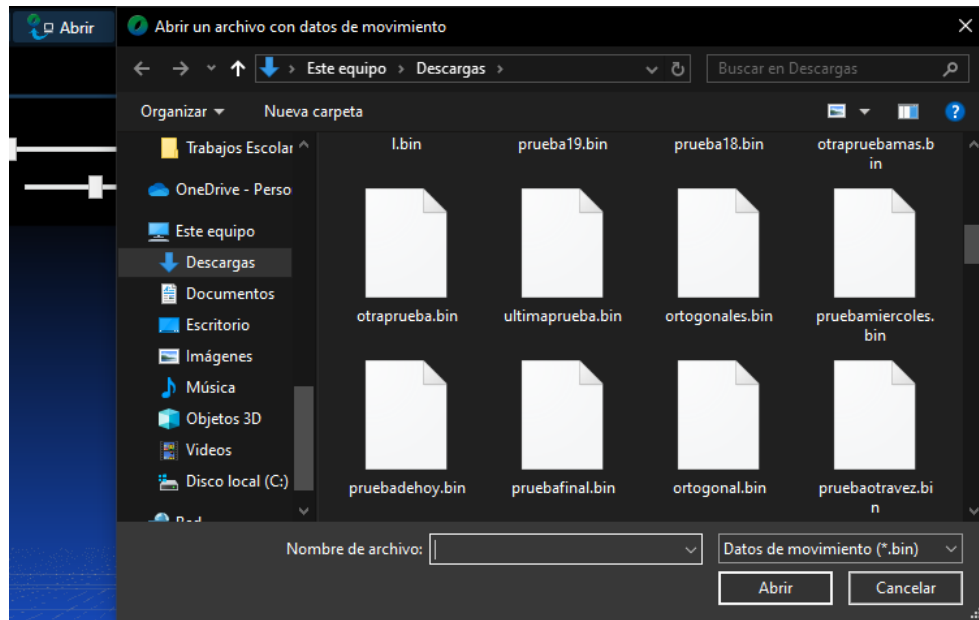 Abrir
Abrir un archivo con datos de movimiento
Este equipo
Descargas
Buscar en Descargas
Organizar
Nueva carpeta
Trabajos Escolar
OneDrive - Perso
Este equipo
Descargas
Documentos
Escritorio
Imágenes
Música
Objetos 3D
Videos
Disco local (C:)
I.bin
prueba19.bin
prueba18.bin
otrapruebamas.b
in
otraprueba.bin
ultimaprueba.bin
ortogonales.bin
pruebamiercoles.
bin
pruebadehoy.bin
pruebafinal.bin
ortogonal.bin
pruebaotravez.bi
n
Nombre de archivo:
Datos de movimiento (*.bin)
Abrir
Cancelar